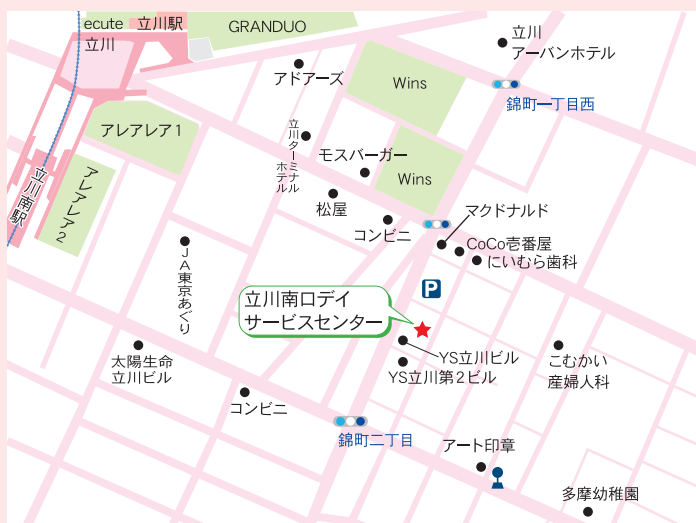 ecute
立川
立川駅
GRANDUO
立川
アーバンホテル
アドアーズ
Wins
錦町一丁目西
アレアレア1
立川ターミナル
ホテル
モスバーガー
Wins
立川南駅
アレアレア2
松屋
コンビニ
マクドナルド
CoCo壱番屋
にいむら歯科
JA東京あぐり
P
立川南口デイ
サービスセンター
YS立川ビル
YS立川第2ビル
太陽生命
立川ビル
こむかい
産婦人科
コンビニ
錦町二丁目
アート印章
多摩幼稚園